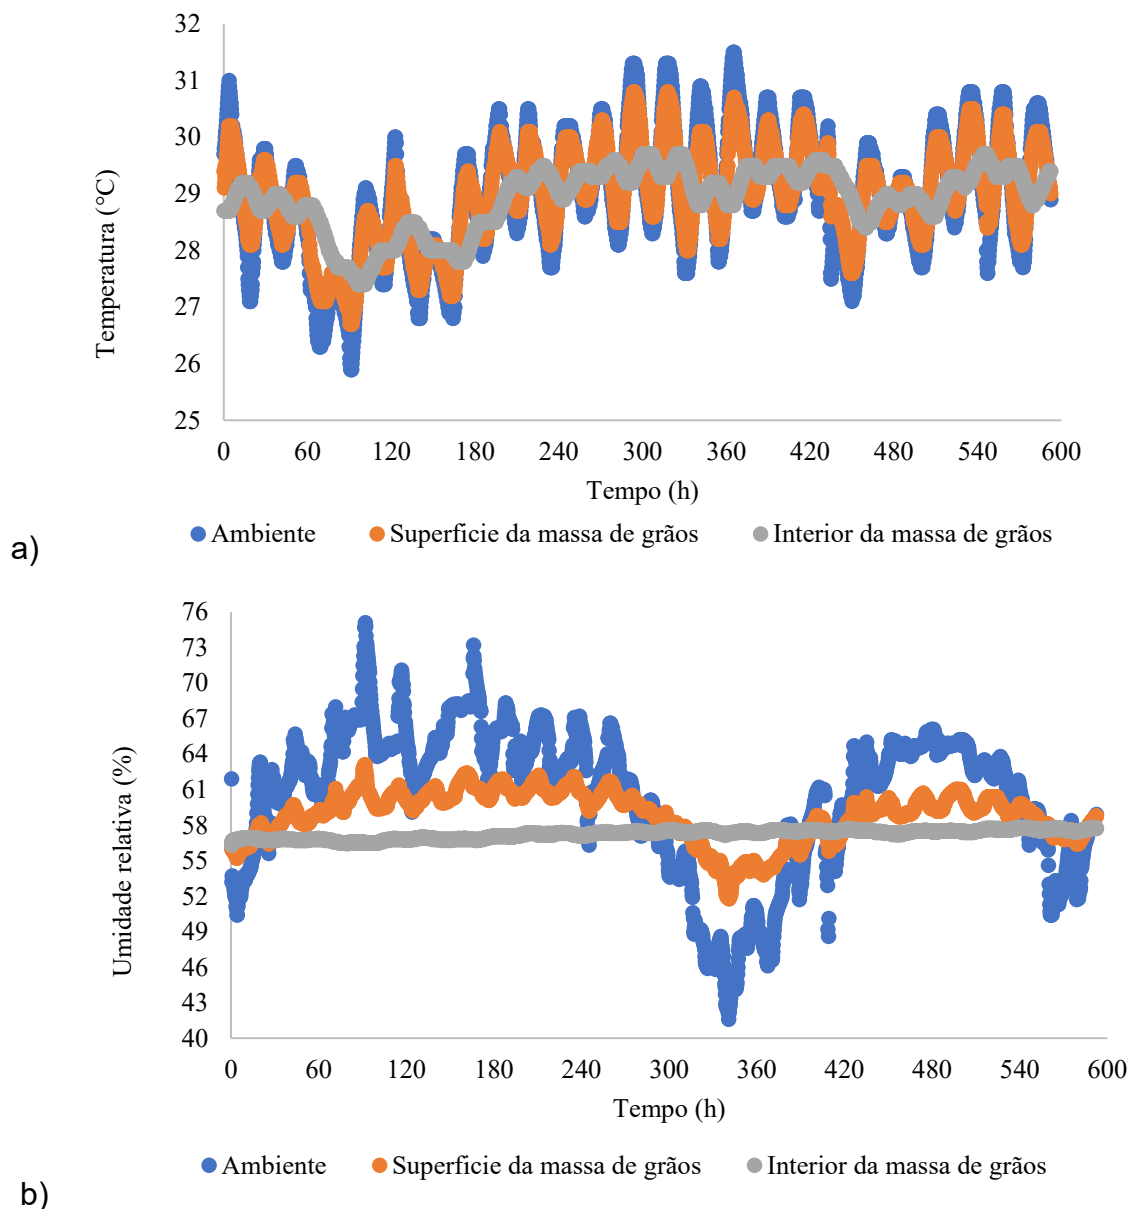 32
31
30
29
28
27
26
25
Temperatura (°C)
0 60 120 180 240 300 360 420 480 540 600
Tempo (h)
Ambiente Superficie da massa de grãos Interior da massa de grãos
a)
76
73
70
67
64
61
58
55
52
49
46
43
40
Umidade relativa (%)
0 60 120 180 240 300 360 420 480 540 600
Tempo (h)
Ambiente Superficie da massa de grãos Interior da massa de grãos
b)